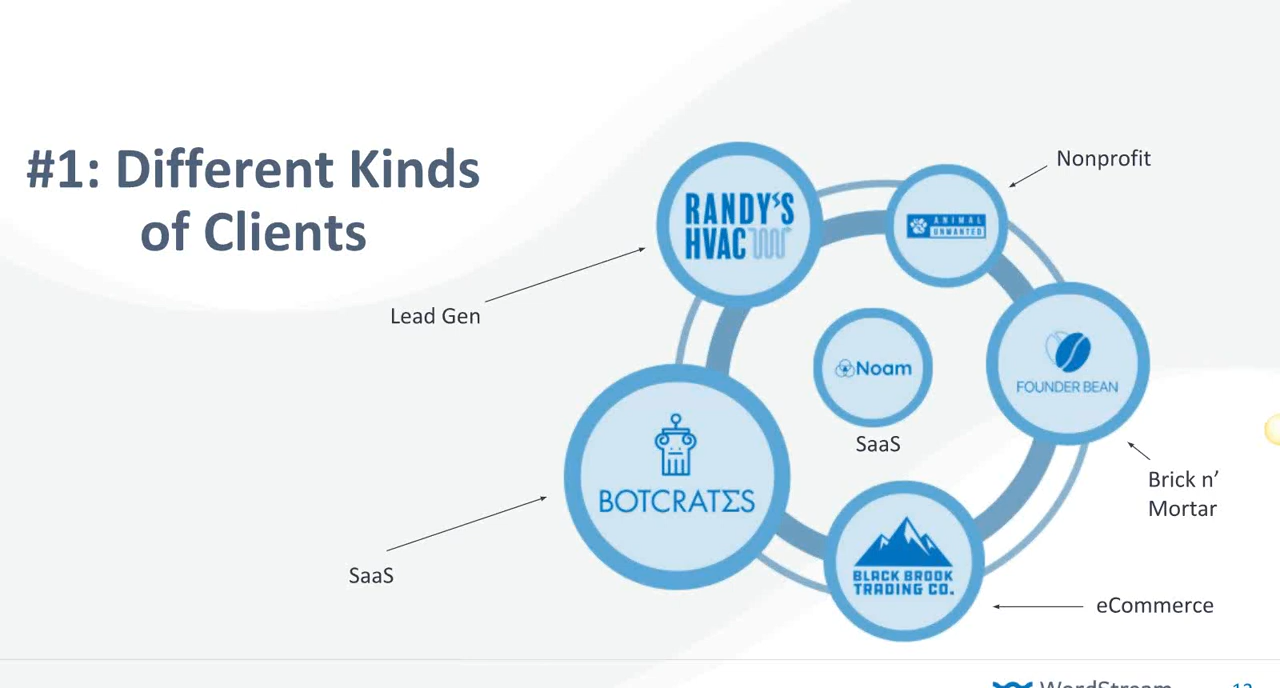 #1: Different Kinds
of Clients
Nonprofit
RANDY'S
HVAC
ANIMAL
UNWANTED
Lead Gen
Noam
FOUNDER BEAN
SaaS
BOTCRATΣS
Brick n’
Mortar
SaaS
BLACK BROOK
TRADING CO.
eCommerce
WordStream